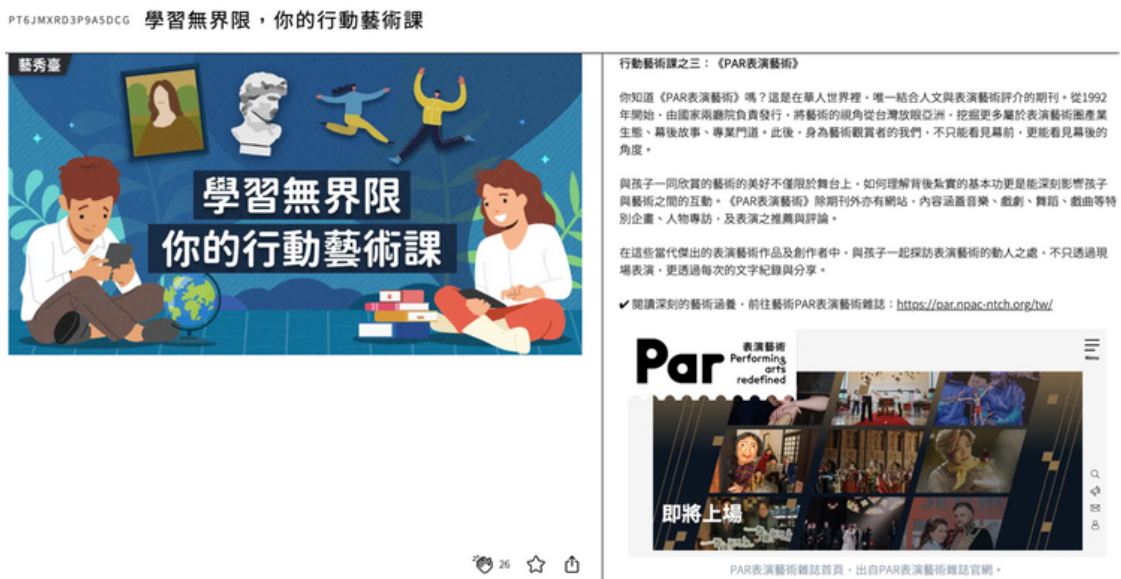 PT6JMXRD3P9A5DCG 學習無界限，你的行動藝術課
藝秀臺
學習無界限
你的行動藝術課
26
行動藝術課之三：《PAR表演藝術》
你知道《PAR表演藝術》嗎？這是在華人世界裡，唯一結合人文與表演藝術評介的期刊。從1992
年開始，由國家兩廳院負責發行，將藝術的視角從台灣放眼亞洲，挖掘更多屬於表演藝術圈產業
生態、幕後故事、專業門道。此後，身為藝術觀賞者的我們，不只能看見幕前，更能看見幕後的
角度。
與孩子一同欣賞的藝術的美好不僅限於舞台上，如何理解背後紮實的基本功更是能深刻影響孩子
與藝術之間的互動。《PAR表演藝術》除期刊外亦有網站，內容涵蓋音樂、戲劇、舞蹈、戲曲等特
別企畫、人物專訪，及表演之推薦與評論。
在這些當代傑出的表演藝術作品及創作者中，與孩子一起探訪表演藝術的動人之處，不只透過現
場表演，更透過每次的文字紀錄與分享。
✔ 閱讀深刻的藝術涵養，前往藝術PAR表演藝術雜誌：https://par.npac-ntch.org/tw/
Par
表演藝術
Performing
arts
redefined
Menu
即將上場
PAR表演藝術雜誌首頁，出自PAR表演藝術雜誌官網。